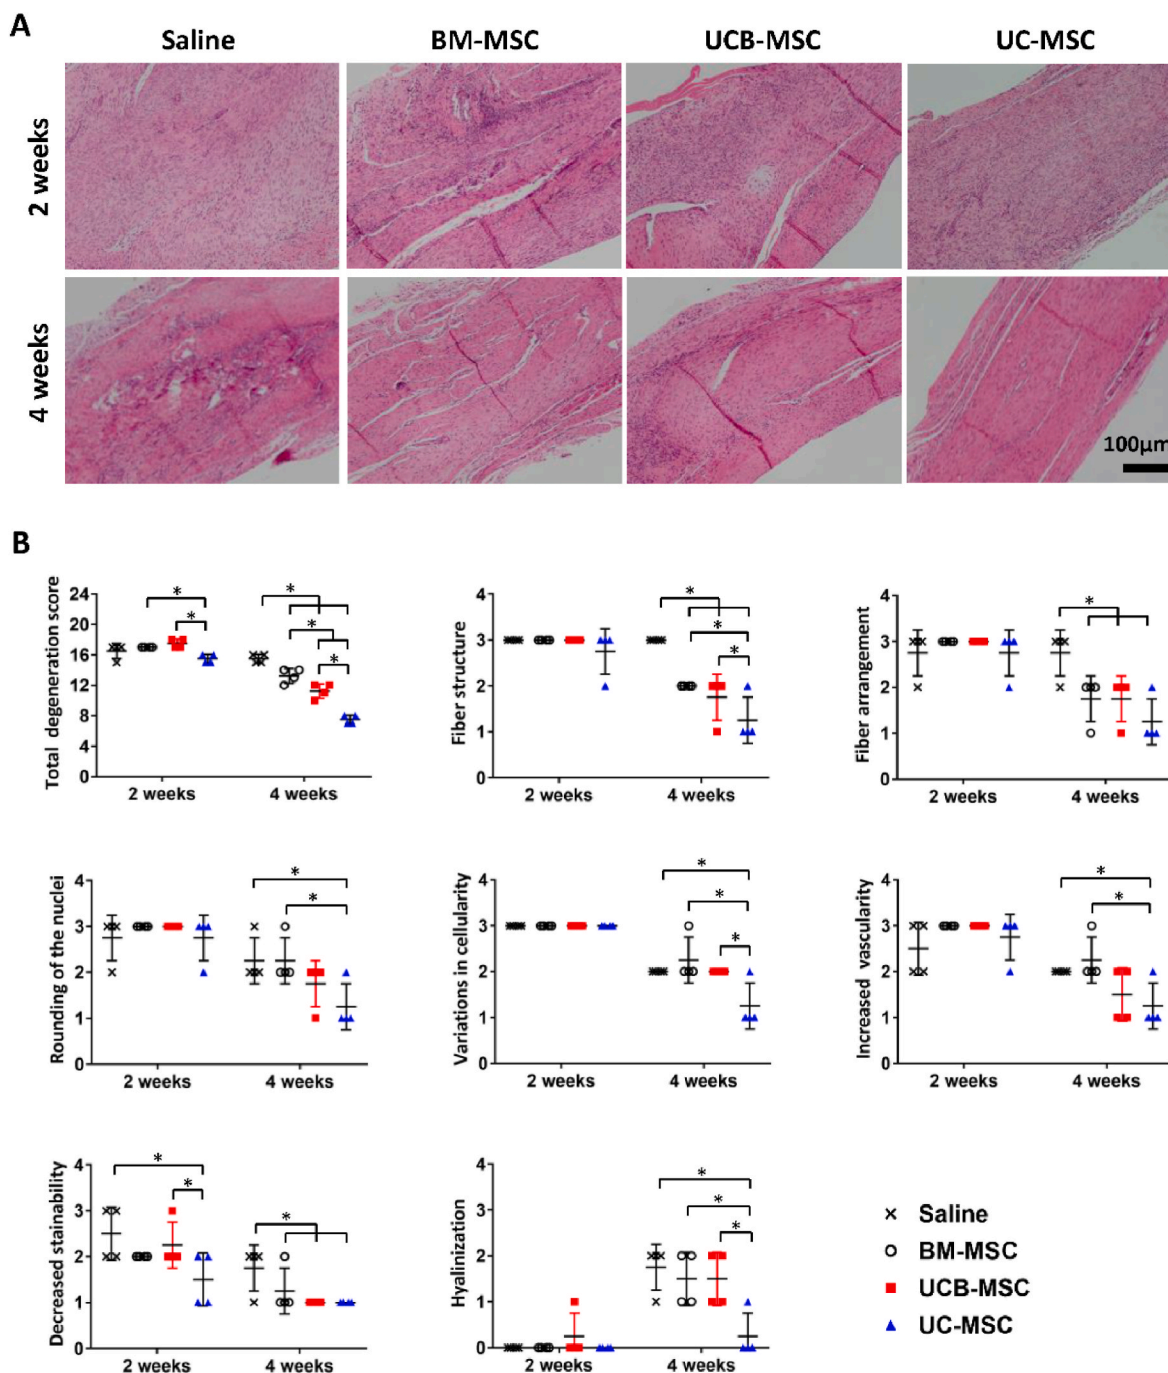 A
Saline BM-MSC UCB-MSC UC-MSC
2 weeks
4 weeks
100µm
B
Total degeneration score
24
20
16
12
8
4
0
* * * * *
2 weeks 4 weeks
Fiber structure
4
3
2
1
0
* * *
2 weeks 4 weeks
Fiber arrangement
4
3
2
1
0
*
2 weeks 4 weeks
Rounding of the nuclei
4
3
2
1
0
* *
2 weeks 4 weeks
Variations in cellularity
4
3
2
1
0
* * *
2 weeks 4 weeks
Increased vascularity
4
3
2
1
0
* *
2 weeks 4 weeks
Decreased stainability
4
3
2
1
0
* * *
2 weeks 4 weeks
Hyalinization
4
3
2
1
0
* * *
2 weeks 4 weeks
Saline
BM-MSC
UCB-MSC
UC-MSC